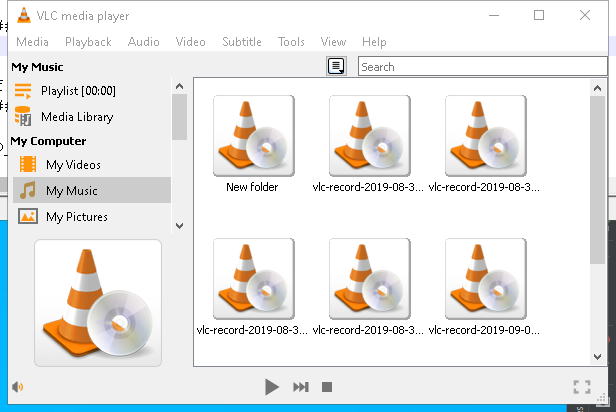 VLC media player
Media Playback Audio Video Subtitle Tools View Help
My Music
Search
Playlist [00:00]
Media Library
My Computer
My Videos
My Music
My Pictures
New folder
vlc-record-2019-08-3...
vlc-record-2019-08-3...
vlc-record-2019-08-3...
vlc-record-2019-08-3...
vlc-record-2019-09-0...